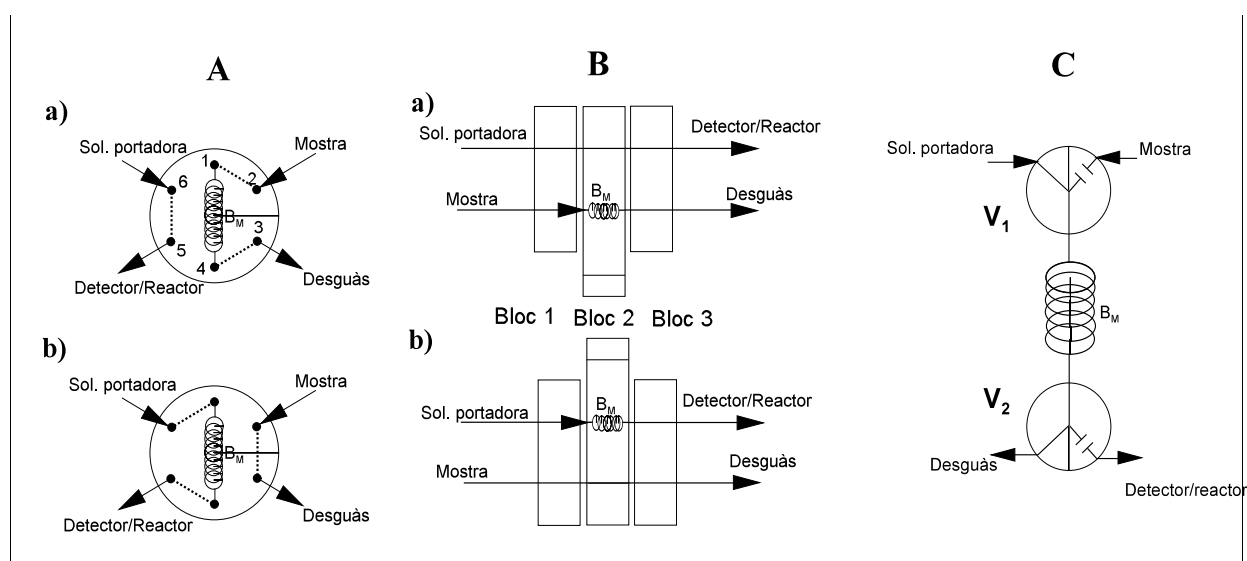 A
a)
Sol. portadora
Mostra
1
2
6
B_M
3
5
4
Detector/Reactor
Desguàs
b)
Sol. portadora
Mostra
B_M
Detector/Reactor
Desguàs
B
a)
Sol. portadora
Detector/Reactor
Mostra
B_M
Desguàs
Bloc 1
Bloc 2
Bloc 3
b)
Sol. portadora
B_M
Detector/Reactor
Mostra
Desguàs
C
Sol. portadora
Mostra
V_1
B_M
V_2
Desguàs
Detector/reactor